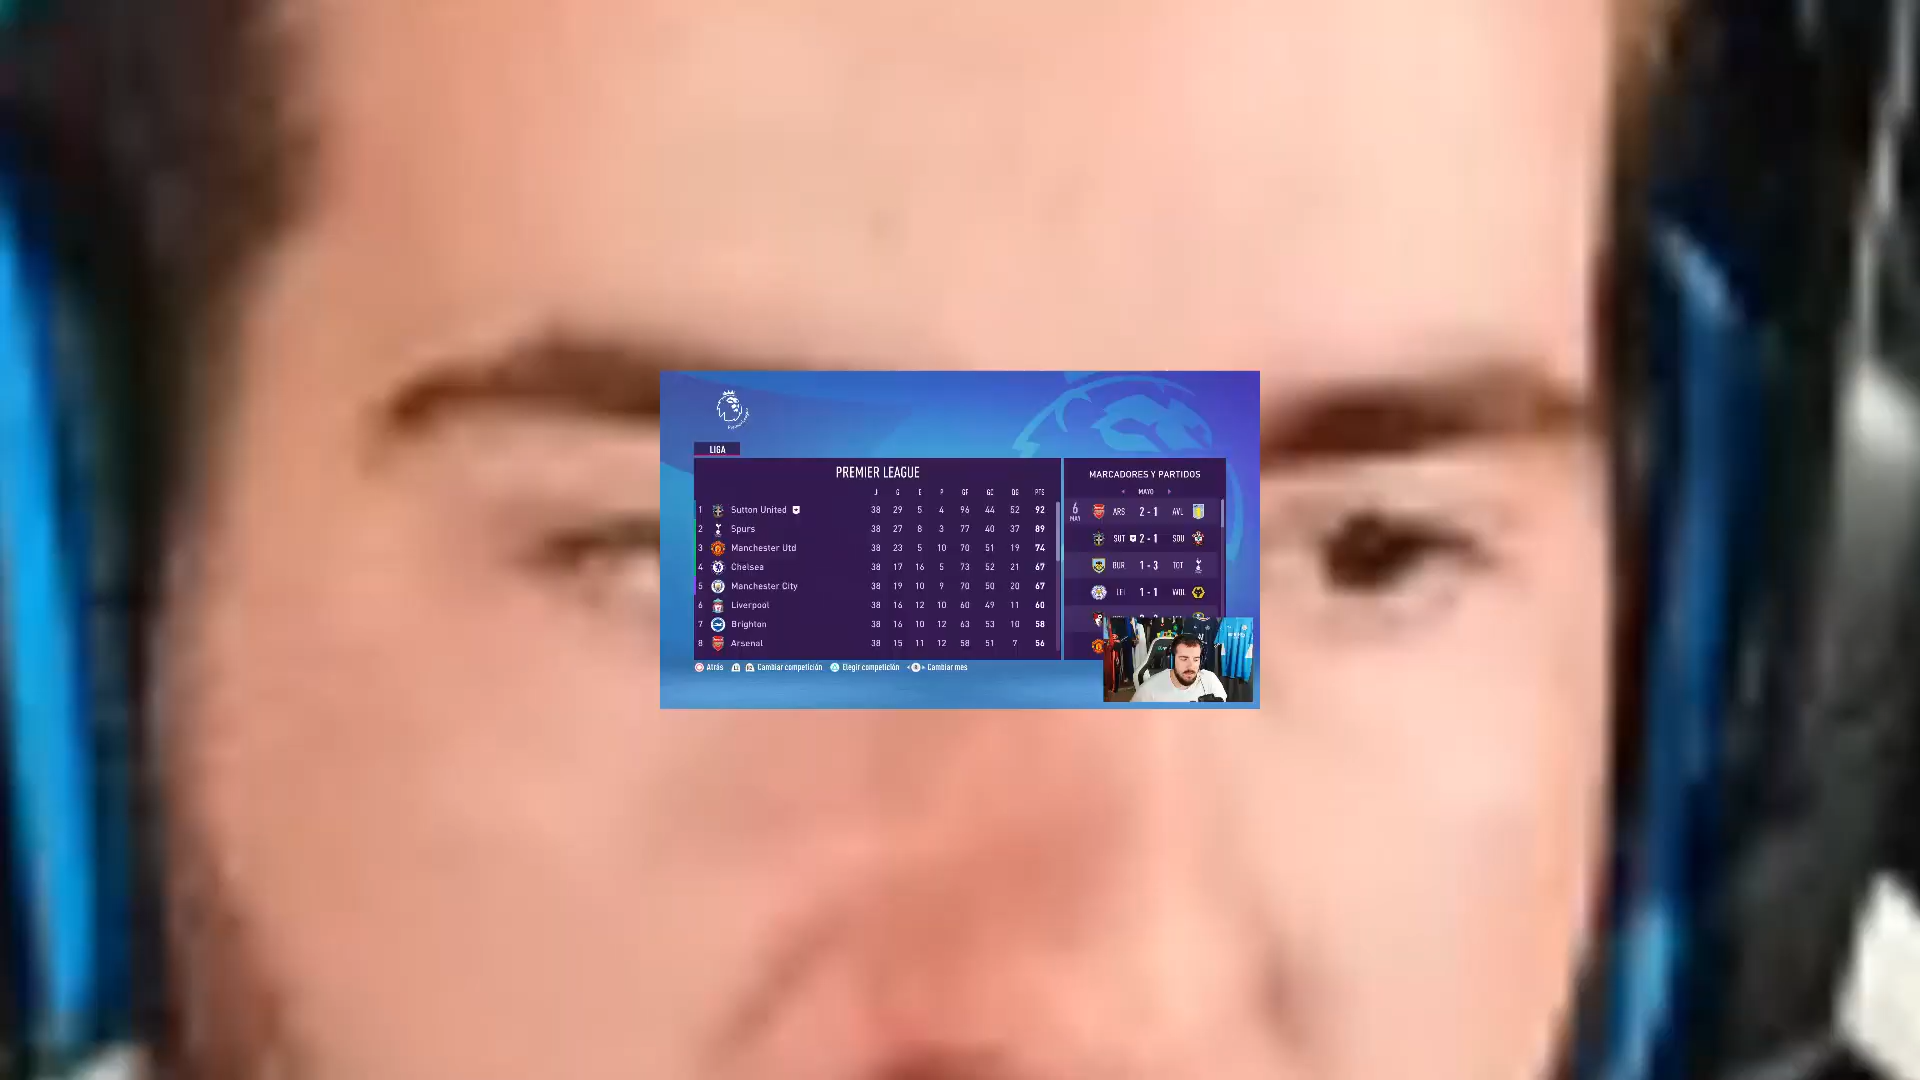 LIGA
PREMIER LEAGUE
J G E P GF GC DG PTS
1 Sutton United 38 29 5 4 96 44 52 92
2 Spurs 38 27 8 3 77 40 37 89
3 Manchester Utd 38 23 5 10 70 51 19 74
4 Chelsea 38 17 16 5 73 52 21 67
5 Manchester City 38 19 10 9 70 50 20 67
6 Liverpool 38 16 12 10 60 49 11 60
7 Brighton 38 16 10 12 63 53 10 58
8 Arsenal 38 15 11 12 58 51 7 56
MARCADORES Y PARTIDOS
MAYO
6 MAY
ARS 2 - 1 AVL
SUT 2 - 1 SOU
BUR 1 - 3 TOT
LEI 1 - 1 WOL
Atrás Cambiar competición Elegir competición Cambiar mes